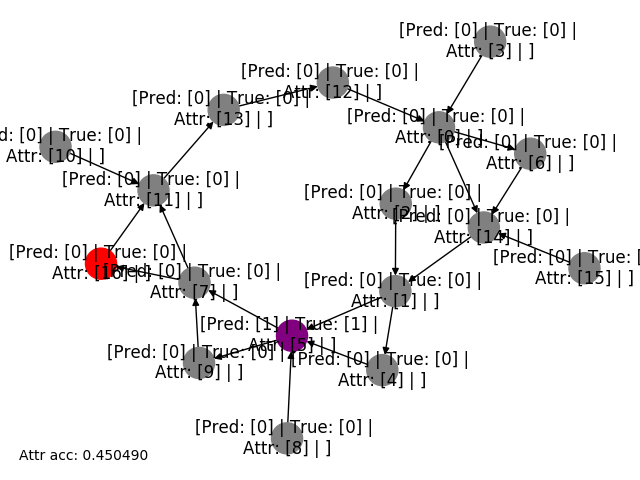 [Pred: [0] | True: [0] |
Attr: [3] | ]
[Pred: [0] | True: [0] |
Attr: [12] | ]
[Pred: [0] | True: [0] |
Attr: [13] | ]
[Pred: [0] | True: [0] |
Attr: [0] | ]
d: [0] | True: [0] |
Attr: [10] | ]
[Pred: [0] | True: [0] |
Attr: [6] | ]
[Pred: [0] | True: [0] |
Attr: [11] | ]
[Pred: [0] | True: [0] |
Attr: [2] | ]
[Pred: [0] | True: [0] |
Attr: [14] | ]
[Pred: [0] | True: [0] |
Attr: [16] | ]
[Pred: [0] | True: [
Attr: [15] | ]
[Pred: [0] | True: [0] |
Attr: [7] | ]
[Pred: [0] | True: [0] |
Attr: [1] | ]
[Pred: [1] | True: [1] |
Attr: [5] | ]
[Pred: [0] | True: [0] |
Attr: [9] | ]
[Pred: [0] | True: [0] |
Attr: [4] | ]
[Pred: [0] | True: [0] |
Attr: [8] | ]
Attr acc: 0.450490